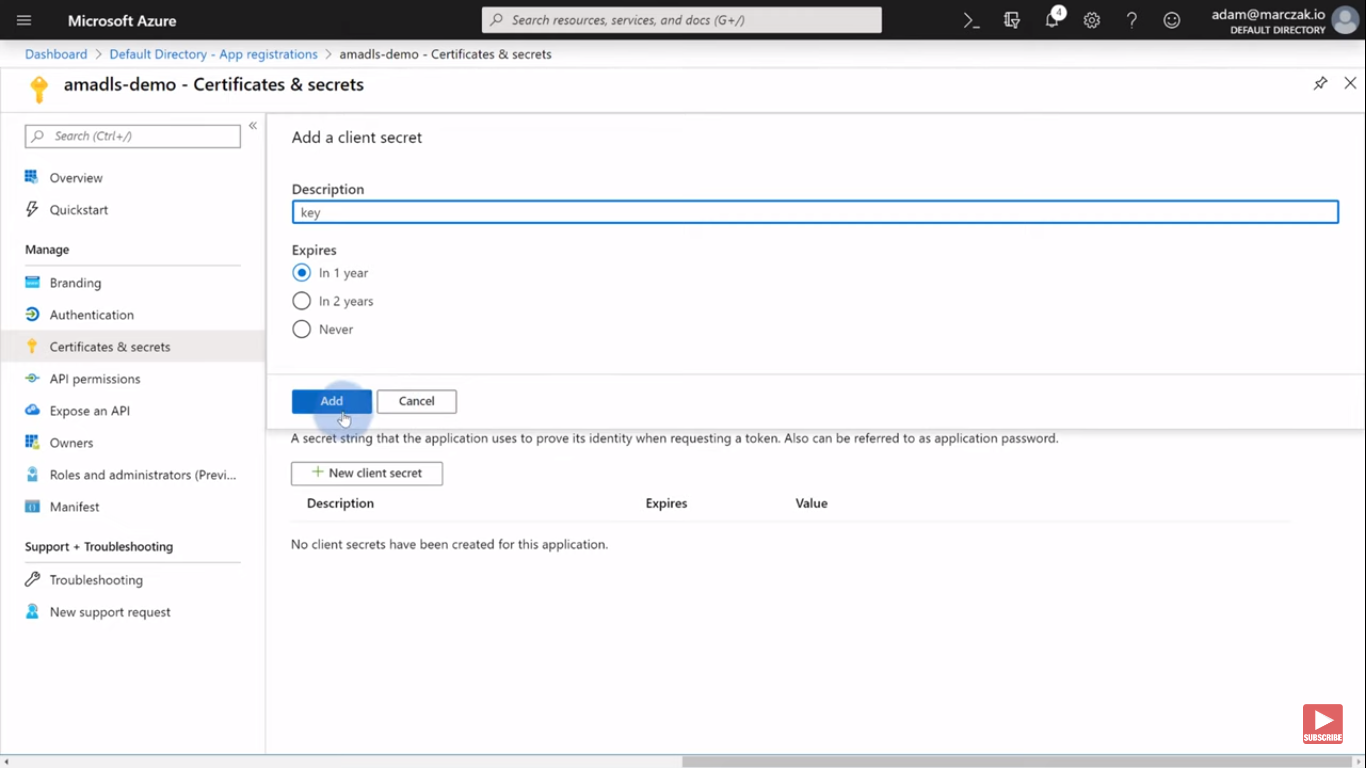 Microsoft Azure
Search resources, services, and docs (G+/)
4
adam@marczak.io
DEFAULT DIRECTORY
Dashboard > Default Directory - App registrations > amadls-demo - Certificates & secrets
amadls-demo - Certificates & secrets
Search (Ctrl+/)
Overview
Quickstart
Manage
Branding
Authentication
Certificates & secrets
API permissions
Expose an API
Owners
Roles and administrators (Previ...
Manifest
Support + Troubleshooting
Troubleshooting
New support request
Add a client secret
Description
key
Expires
In 1 year
In 2 years
Never
Add
Cancel
A secret string that the application uses to prove its identity when requesting a token. Also can be referred to as application password.
+ New client secret
Description Expires Value
No client secrets have been created for this application.
SUBSCRIBE